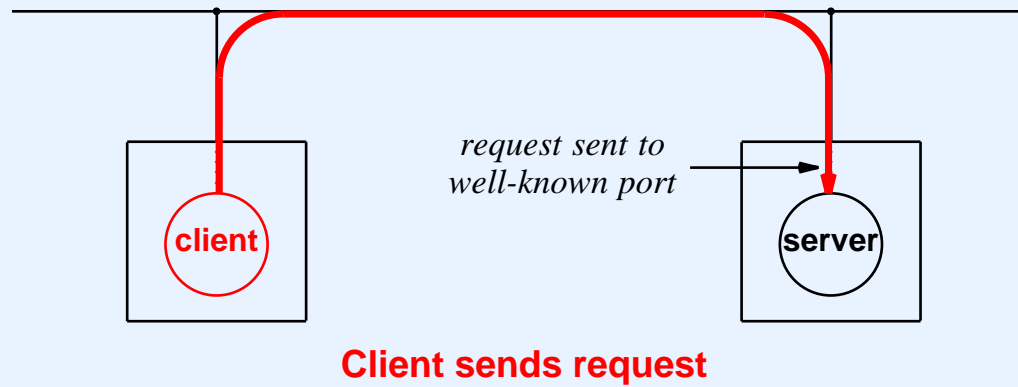 request sent to
well-known port
client
server
Client sends request